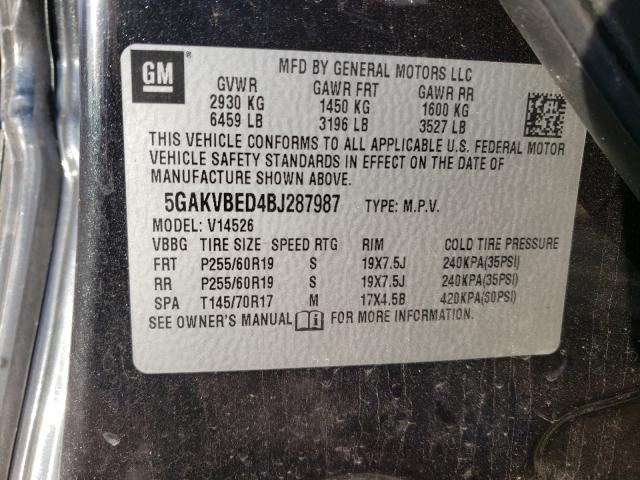 GM
MFD BY GENERAL MOTORS LLC
GVWR GAWR FRT GAWR RR
2930 KG 1450 KG 1600 KG
6459 LB 3196 LB 3527 LB
THIS VEHICLE CONFORMS TO ALL APPLICABLE U.S. FEDERAL MOTOR
VEHICLE SAFETY STANDARDS IN EFFECT ON THE DATE OF
MANUFACTURE SHOWN ABOVE.
5GAKVBED4BJ287987 TYPE: M.P.V.
MODEL: V14526
VBBG TIRE SIZE SPEED RTG RIM COLD TIRE PRESSURE
FRT P255/60R19 S 19X7.5J 240KPA(35PSI)
RR P255/60R19 S 19X7.5J 240KPA(35PSI)
SPA T145/70R17 M 17X4.5B 420KPA(60PSI)
SEE OWNER'S MANUAL FOR MORE INFORMATION.